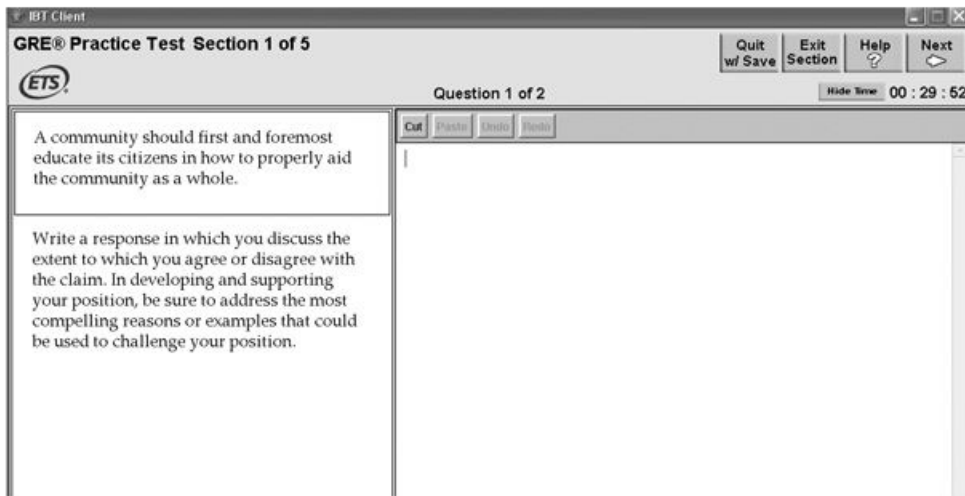 IBT Client
GRE® Practice Test Section 1 of 5
Quit
w/ Save
Exit
Section
Help
?
Next
ETS
Question 1 of 2
Hide Time
00 : 29 : 52
A community should first and foremost
educate its citizens in how to properly aid
the community as a whole.
Cut
Paste
Undo
Redo
Write a response in which you discuss the
extent to which you agree or disagree with
the claim. In developing and supporting
your position, be sure to address the most
compelling reasons or examples that could
be used to challenge your position.